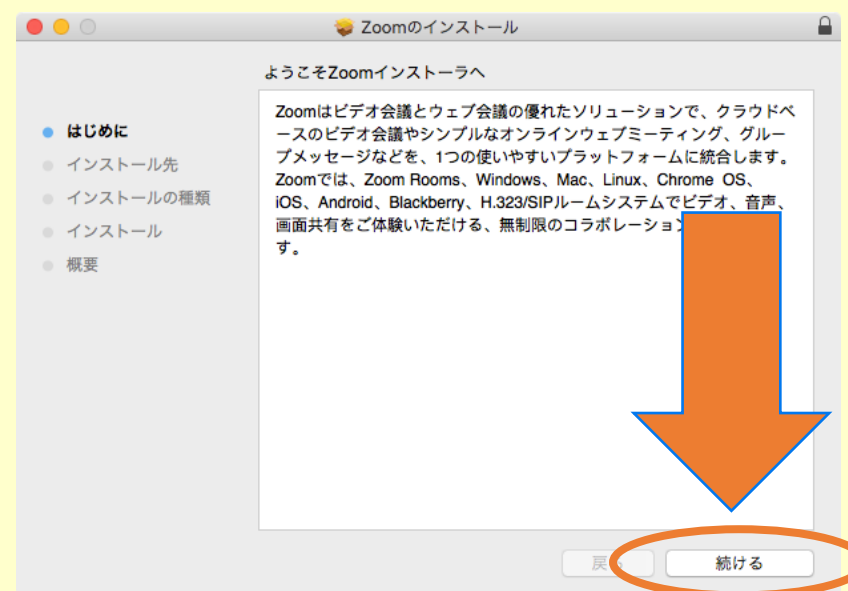 Zoomのインストール
ようこそZoomインストーラへ
はじめに
インストール先
インストールの種類
インストール
概要
Zoomはビデオ会議とウェブ会議の優れたソリューションで、クラウドベ
ースのビデオ会議やシンプルなオンラインウェブミーティング、グルー
プメッセージなどを、1つの使いやすいプラットフォームに統合します。
Zoomでは、Zoom Rooms、Windows、Mac、Linux、Chrome OS、
iOS、Android、Blackberry、H.323/SIPルームシステムでビデオ、音声、
画面共有をご体験いただける、無制限のコラボレーション
す。
戻
続ける